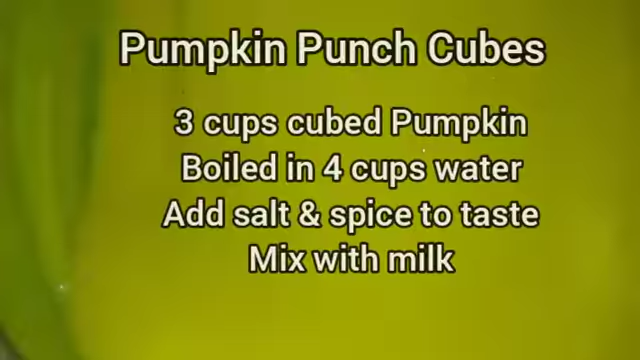 Pumpkin Punch Cubes
3 cups cubed Pumpkin
Boiled in 4 cups water
Add salt & spice to taste
Mix with milk